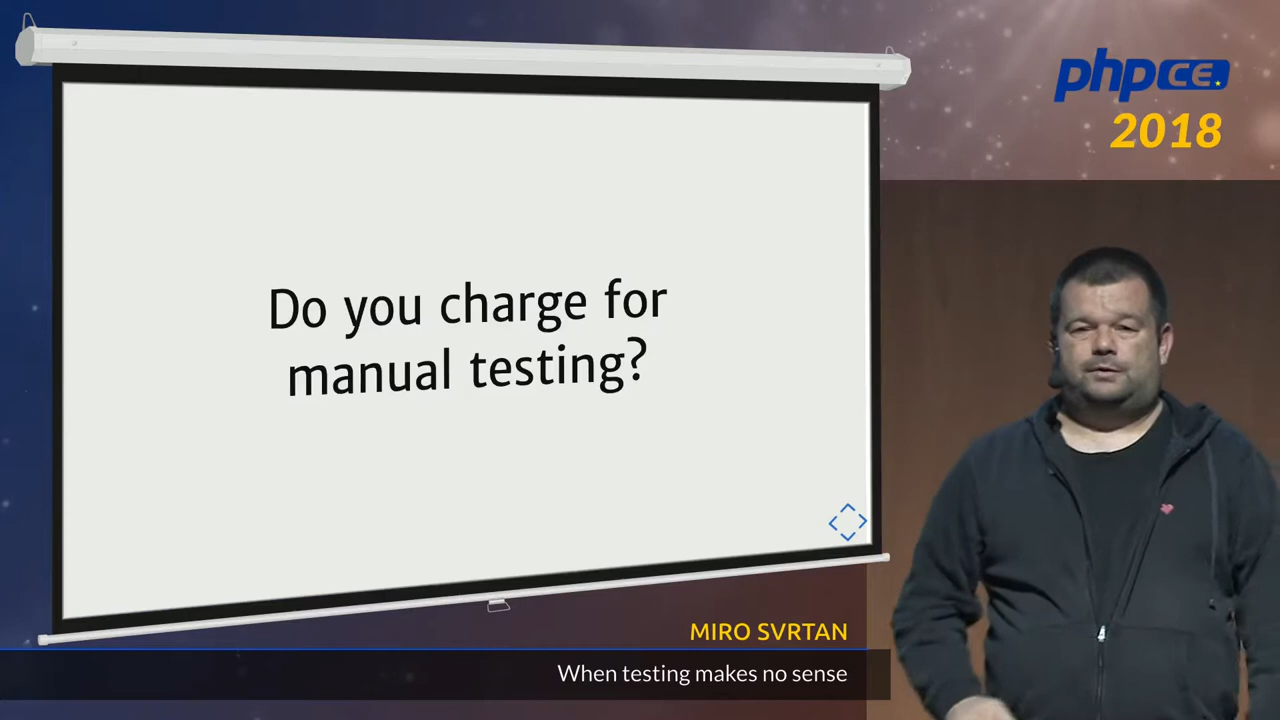 phpCE.
2018
Do you charge for
manual testing?
MIRO SVRTAN
When testing makes no sense